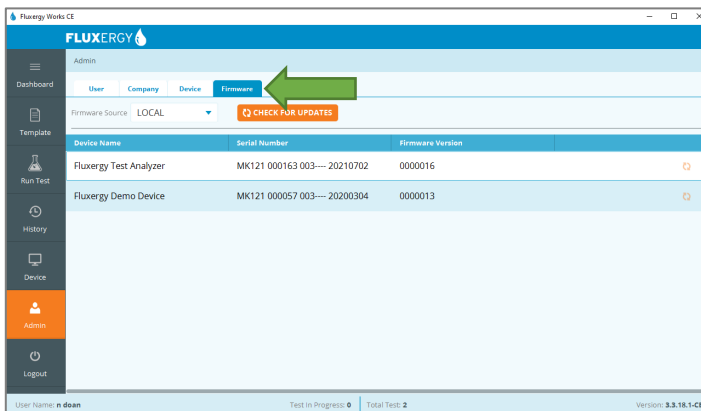 Fluxergy Works CE
FLUXERGY
Admin
Dashboard
User Company Device Firmware
Firmware Source LOCAL CHECK FOR UPDATES
Template
Device Name Serial Number Firmware Version
Fluxergy Test Analyzer MK121 000163 003---- 20210702 0000016
Run Test
Fluxergy Demo Device MK121 000057 003---- 20200304 0000013
History
Device
Admin
Logout
User Name: n doan Test In Progress: 0 Total Test: 2 Version: 3.3.18.1-CE